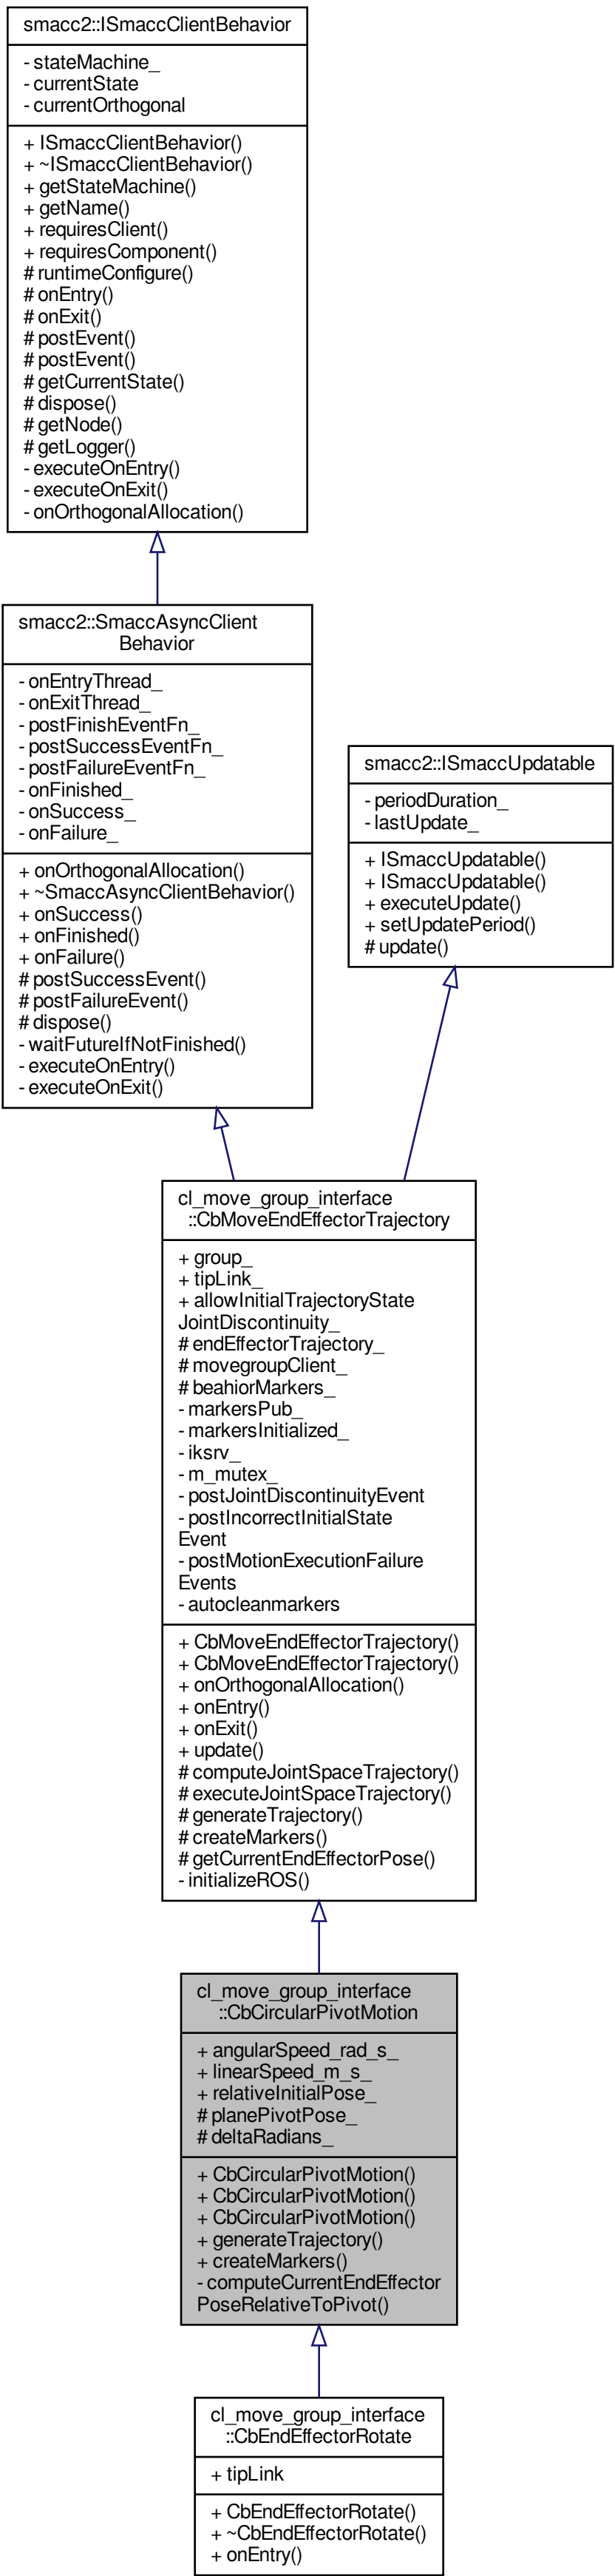 smacc2::ISmaccClientBehavior
- stateMachine_
- currentState
- currentOrthogonal
+ ISmaccClientBehavior()
+ ~ISmaccClientBehavior()
+ getStateMachine()
+ getName()
+ requiresClient()
+ requiresComponent()
# runtimeConfigure()
# onEntry()
# onExit()
# postEvent()
# postEvent()
# getCurrentState()
# dispose()
# getNode()
# getLogger()
- executeOnEntry()
- executeOnExit()
- onOrthogonalAllocation()
smacc2::SmaccAsyncClient
Behavior
- onEntryThread_
- onExitThread_
- postFinishEventFn_
- postSuccessEventFn_
- postFailureEventFn_
- onFinished_
- onSuccess_
- onFailure_
+ onOrthogonalAllocation()
+ ~SmaccAsyncClientBehavior()
+ onSuccess()
+ onFinished()
+ onFailure()
# postSuccessEvent()
# postFailureEvent()
# dispose()
- waitFutureIfNotFinished()
- executeOnEntry()
- executeOnExit()
smacc2::ISmaccUpdatable
- periodDuration_
- lastUpdate_
+ ISmaccUpdatable()
+ ISmaccUpdatable()
+ executeUpdate()
+ setUpdatePeriod()
# update()
cl_move_group_interface
::CbMoveEndEffectorTrajectory
+ group_
+ tipLink_
+ allowInitialTrajectoryState
JointDiscontinuity_
# endEffectorTrajectory_
# movegroupClient_
# beahiorMarkers_
- markersPub_
- markersInitialized_
- iksrv_
- m_mutex_
- postJointDiscontinuityEvent
- postIncorrectInitialState
Event
- postMotionExecutionFailure
Events
- autocleanmarkers
+ CbMoveEndEffectorTrajectory()
+ CbMoveEndEffectorTrajectory()
+ onOrthogonalAllocation()
+ onEntry()
+ onExit()
+ update()
# computeJointSpaceTrajectory()
# executeJointSpaceTrajectory()
# generateTrajectory()
# createMarkers()
# getCurrentEndEffectorPose()
- initializeROS()
cl_move_group_interface
::CbCircularPivotMotion
+ angularSpeed_rad_s_
+ linearSpeed_m_s_
+ relativeInitialPose_
# planePivotPose_
# deltaRadians_
+ CbCircularPivotMotion()
+ CbCircularPivotMotion()
+ CbCircularPivotMotion()
+ generateTrajectory()
+ createMarkers()
- computeCurrentEndEffector
PoseRelativeToPivot()
cl_move_group_interface
::CbEndEffectorRotate
+ tipLink
+ CbEndEffectorRotate()
+ ~CbEndEffectorRotate()
+ onEntry()